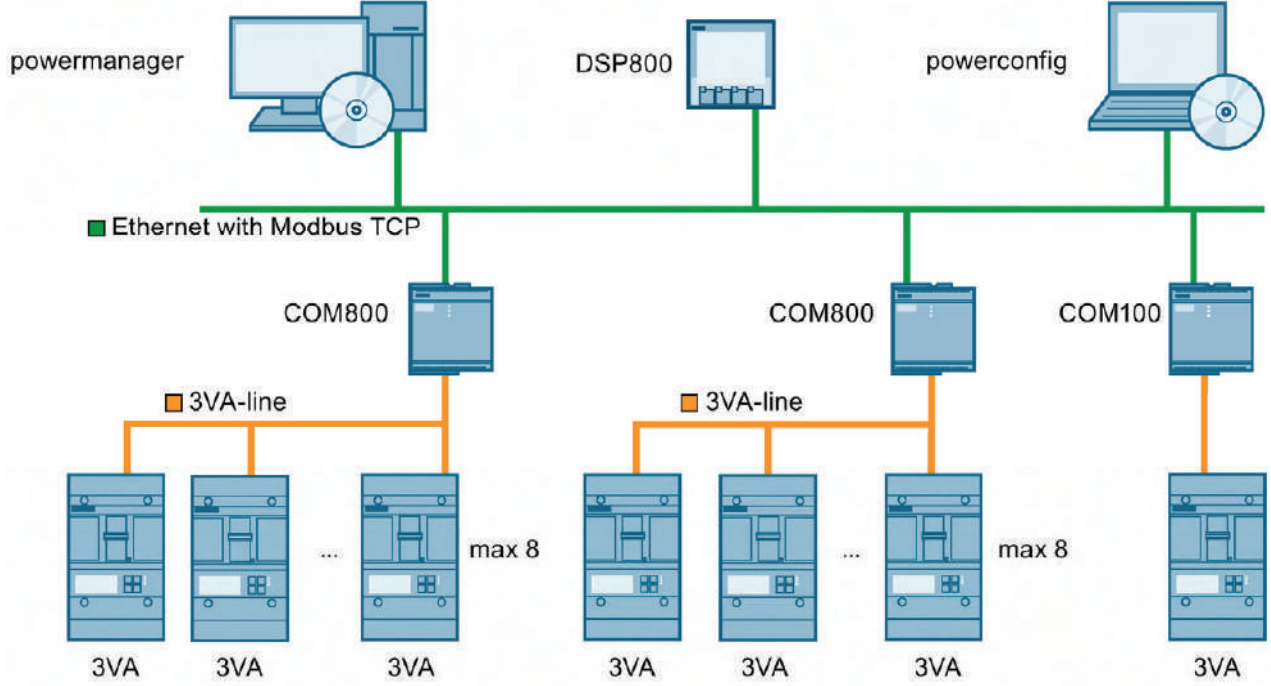 powermanager
DSP800
powerconfig
Ethernet with Modbus TCP
COM800
COM800
COM100
3VA-line
3VA-line
...
max 8
...
max 8
3VA
3VA
3VA
3VA
3VA
3VA
3VA